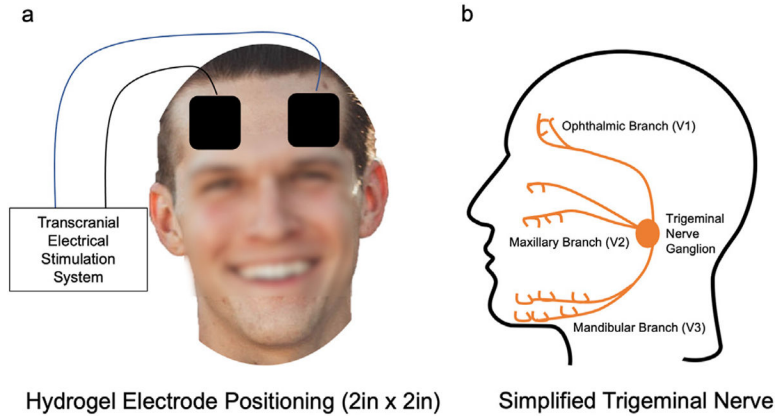 a
b
Ophthalmic Branch (V1)
Transcranial
Electrical
Stimulation
System
Trigeminal
Nerve
Ganglion
Maxillary Branch (V2)
Mandibular Branch (V3)
Hydrogel Electrode Positioning (2in x 2in)
Simplified Trigeminal Nerve